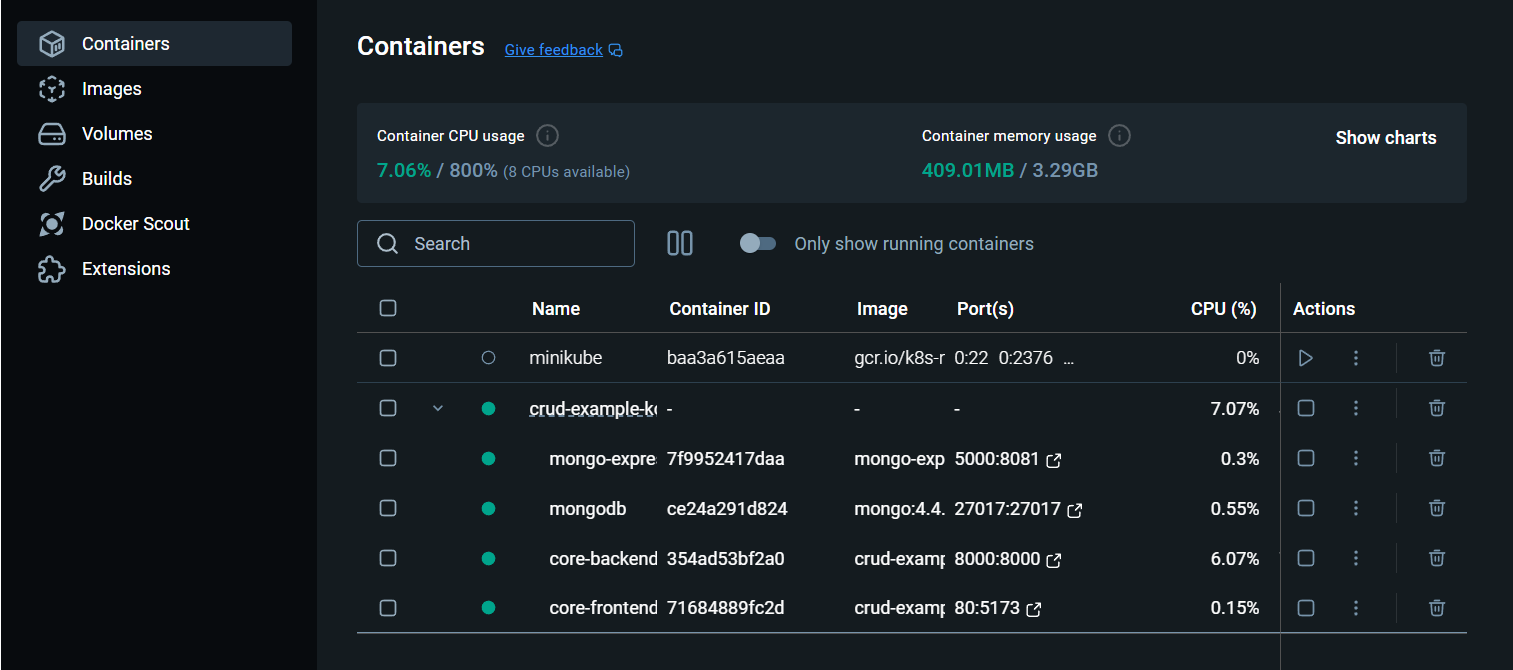 Containers
Images
Volumes
Builds
Docker Scout
Extensions
Containers Give feedback
Container CPU usage
7.06% / 800% (8 CPUs available)
Container memory usage
409.01MB / 3.29GB
Show charts
Search
Only show running containers
Name Container ID Image Port(s) CPU (%) Actions
minikube baa3a615aeaa gcr.io/k8s-r 0:22 0:2376 ... 0%
crud-example-k - - - 7.07%
mongo-expre 7f9952417daa mongo-exp 5000:8081 0.3%
mongodb ce24a291d824 mongo:4.4. 27017:27017 0.55%
core-backend 354ad53bf2a0 crud-examp 8000:8000 6.07%
core-frontend 71684889fc2d crud-examp 80:5173 0.15%